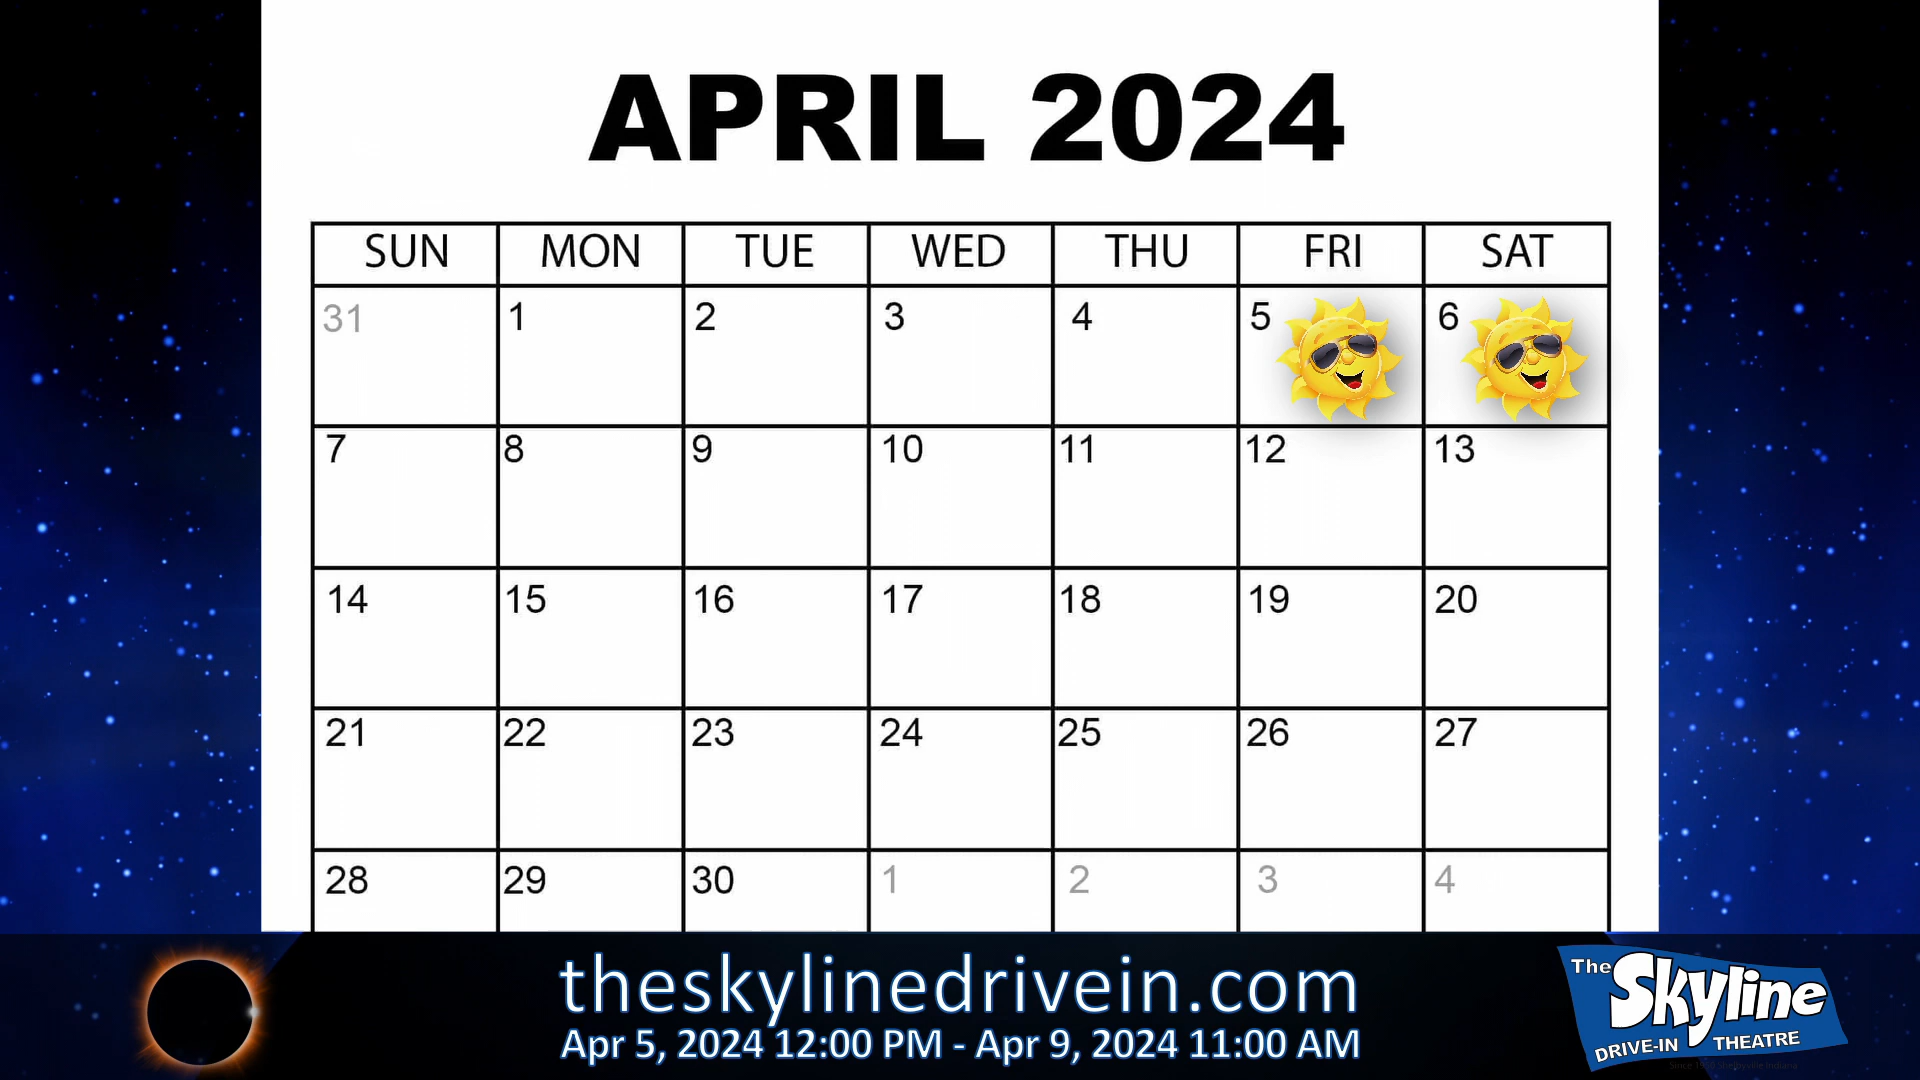 APRIL 2024
SUN MON TUE WED THU FRI SAT
31 1 2 3 4 5 6
7 8 9 10 11 12 13
14 15 16 17 18 19 20
21 22 23 24 25 26 27
28 29 30 1 2 3 4
theskylinedrivein.com
Apr 5, 2024 12:00 PM - Apr 9, 2024 11:00 AM
The Skyline
DRIVE-IN THEATRE